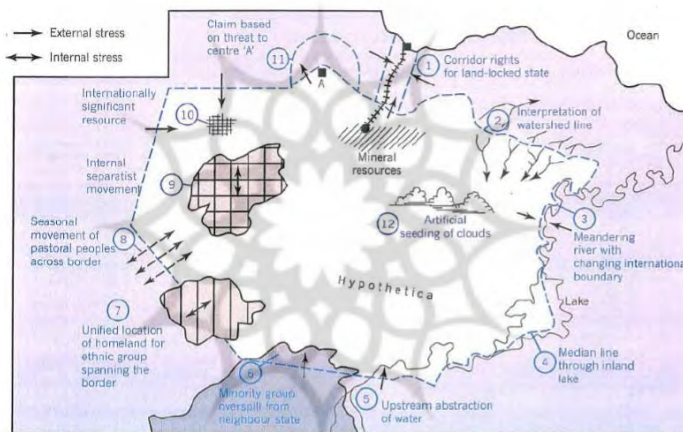 External stress
Internal stress
Claim based
on threat to
centre 'A'
11
A
1
Corridor rights
for land-locked
state
Ocean
Internationally
significant
resource
10
Mineral
resources
2
Interpretation of
watershed line
Internal
separatist
movement
9
12
Artificial
seeding of clouds
3
Meandering
river with
changing international
boundary
Seasonal
movement of
pastoral peoples
across border
8
Hypothetica
Lake
7
Unified location
of homeland for
ethnic group
spanning the
border
6
Minority group
overspill from
neighbour state
5
Upstream abstraction
of water
4
Median line
through inland
lake